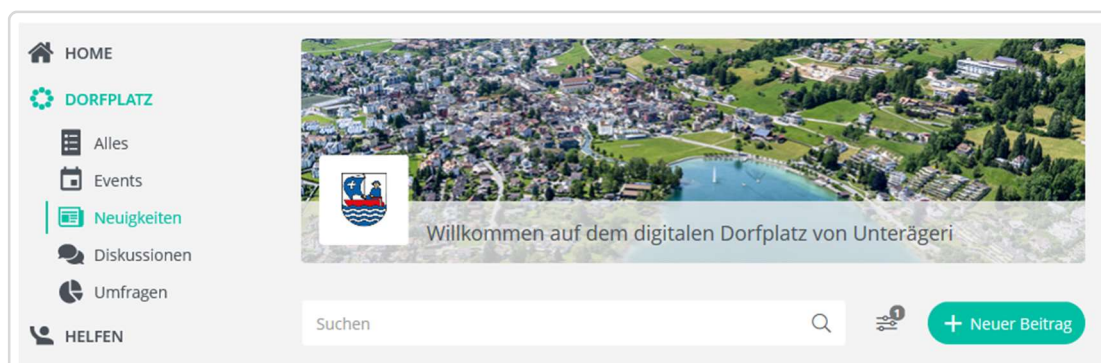 HOME
DORFPLATZ
Alles
Events
Neuigkeiten
Diskussionen
Umfragen
HELFEN
Willkommen auf dem digitalen Dorfplatz von Unterägeri
Suchen
1
+ Neuer Beitrag